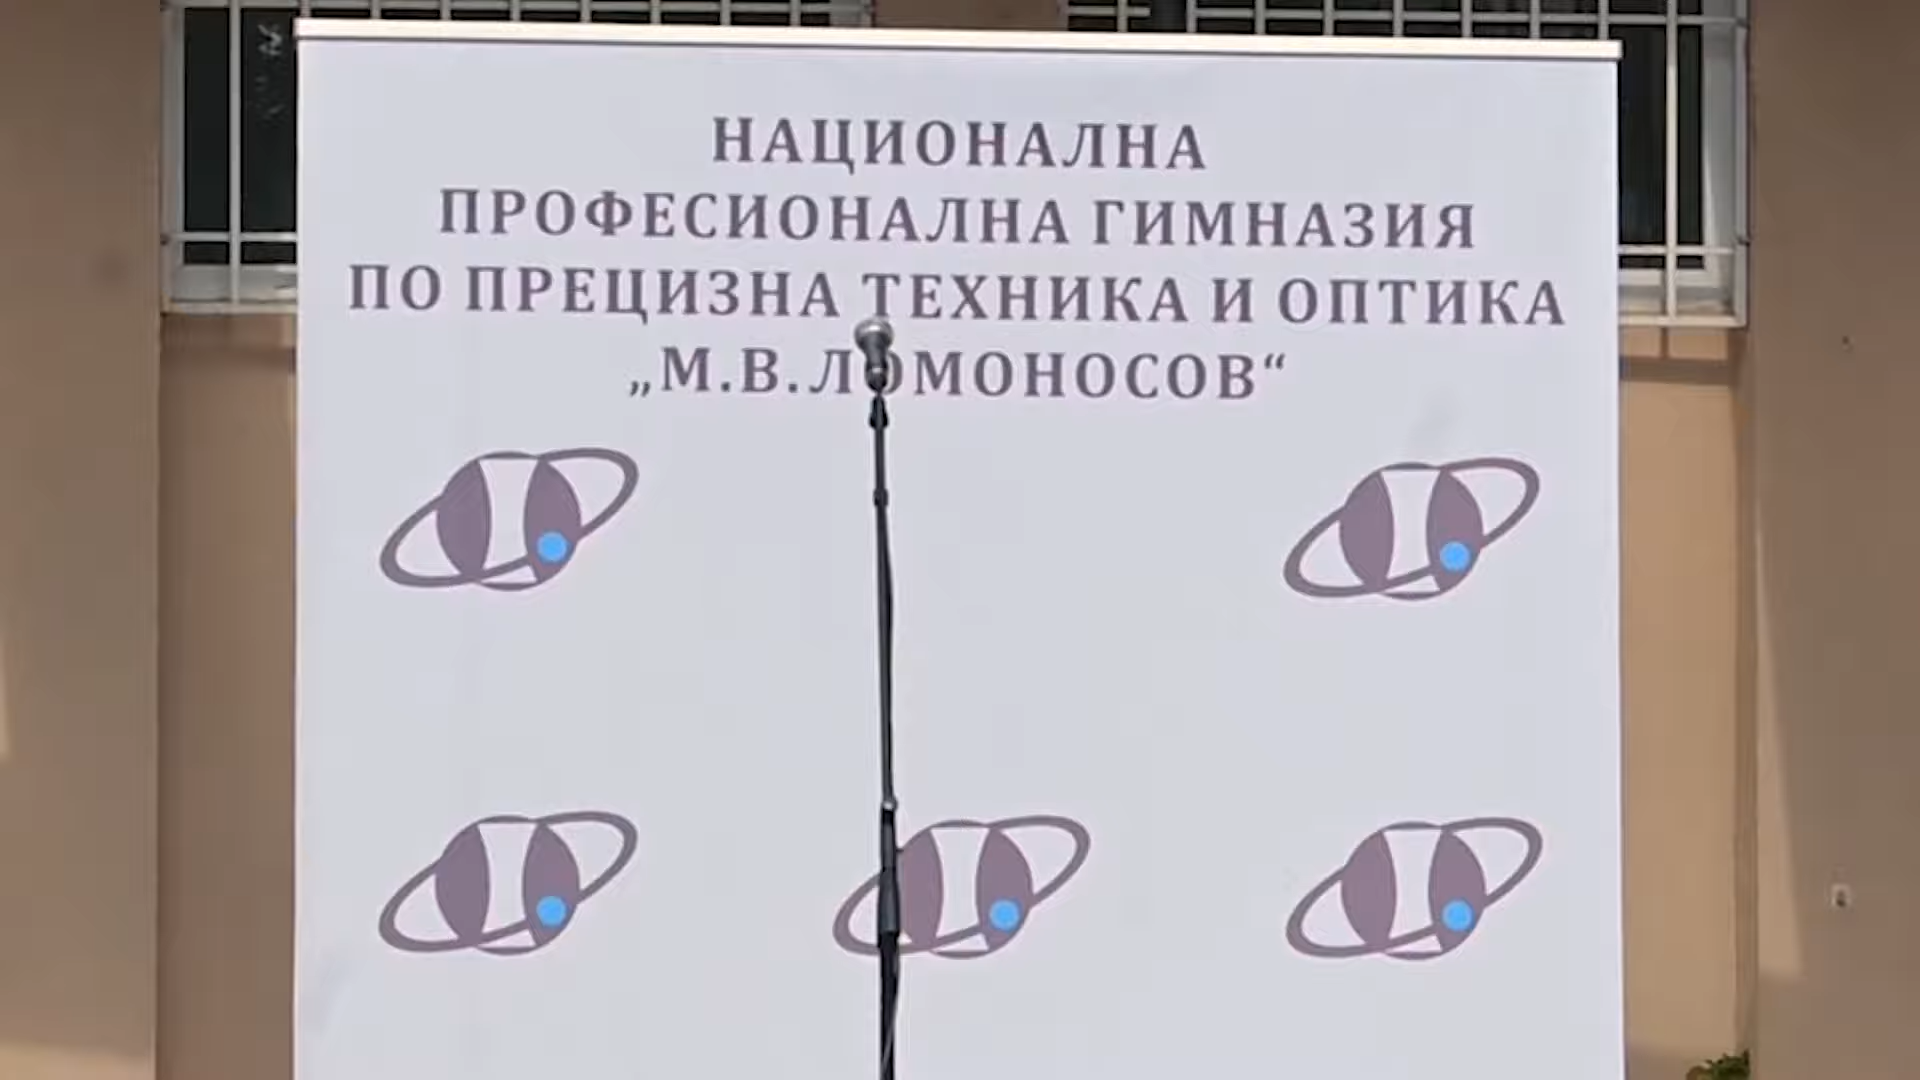 НАЦИОНАЛНА
ПРОФЕСИОНАЛНА ГИМНАЗИЯ
ПО ПРЕЦИЗНА ТЕХНИКА И ОПТИКА
„М.В.ЛОМОНОСОВ“